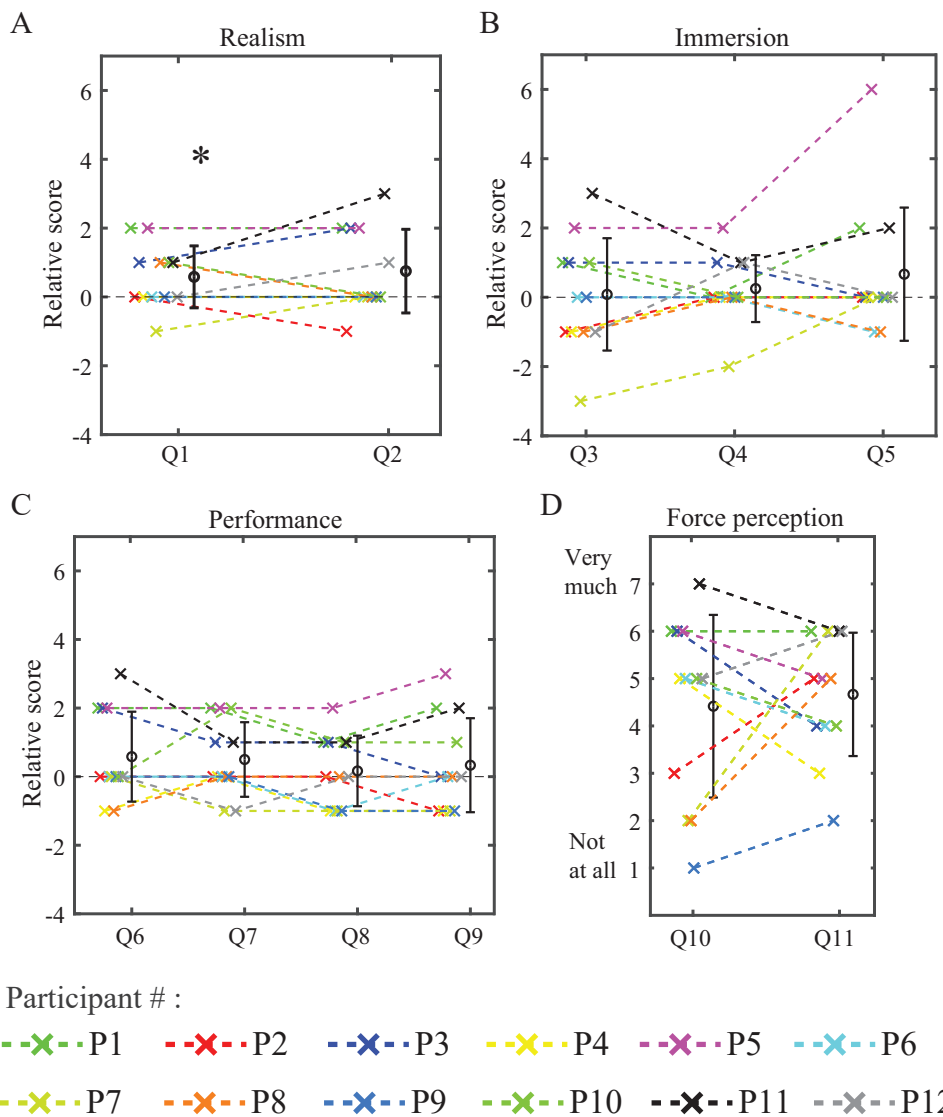 A
Realism
Relative score
6
4
2
0
-2
-4
*
Q1
Q2
B
Immersion
Relative score
6
4
2
0
-2
-4
Q3
Q4
Q5
C
Performance
Relative score
6
4
2
0
-2
-4
Q6
Q7
Q8
Q9
D
Force perception
Very
much
7
6
5
4
3
2
Not
at all
1
Q10
Q11
Participant # :
P1 P2 P3 P4 P5 P6
P7 P8 P9 P10 P11